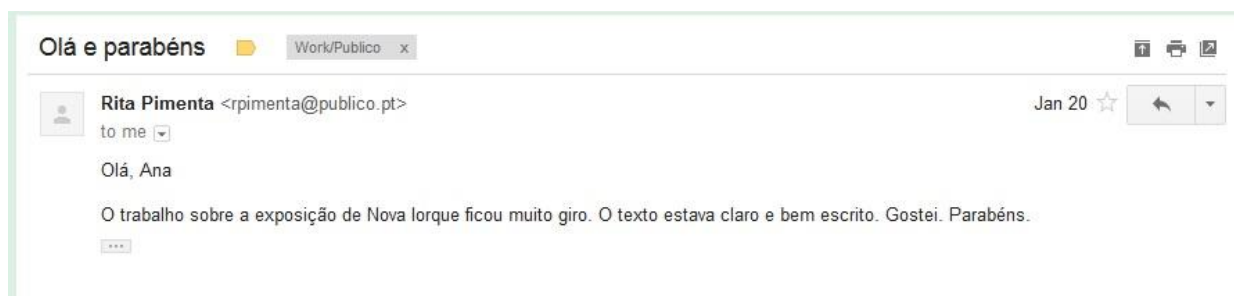 Olá e parabéns Work/Publico x
Rita Pimenta <rpimenta@publico.pt> Jan 20
to me
Olá, Ana
O trabalho sobre a exposição de Nova Iorque ficou muito giro. O texto estava claro e bem escrito. Gostei. Parabéns.